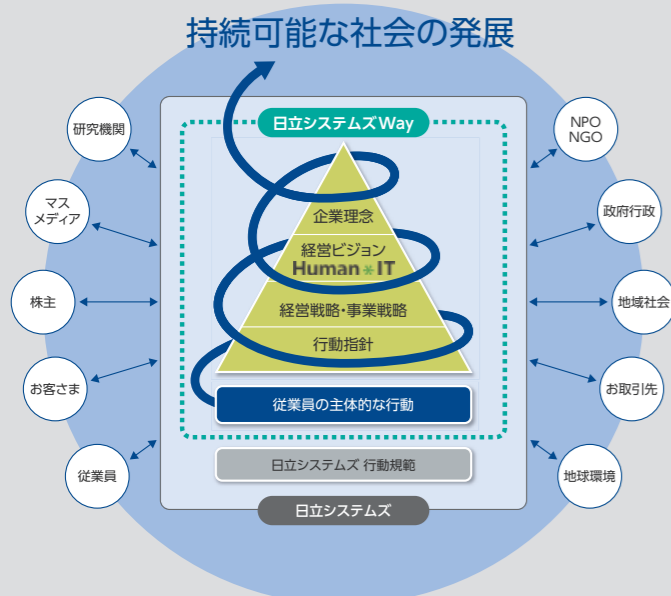 持続可能な社会の発展
日立システムズWay
研究機関
マス
メディア
株主
お客さま
従業員
企業理念
経営ビジョン
Human*IT
経営戦略・事業戦略
行動指針
従業員の主体的な行動
日立システムズ 行動規範
日立システムズ
NPO
NGO
政府行政
地域社会
お取引先
地球環境